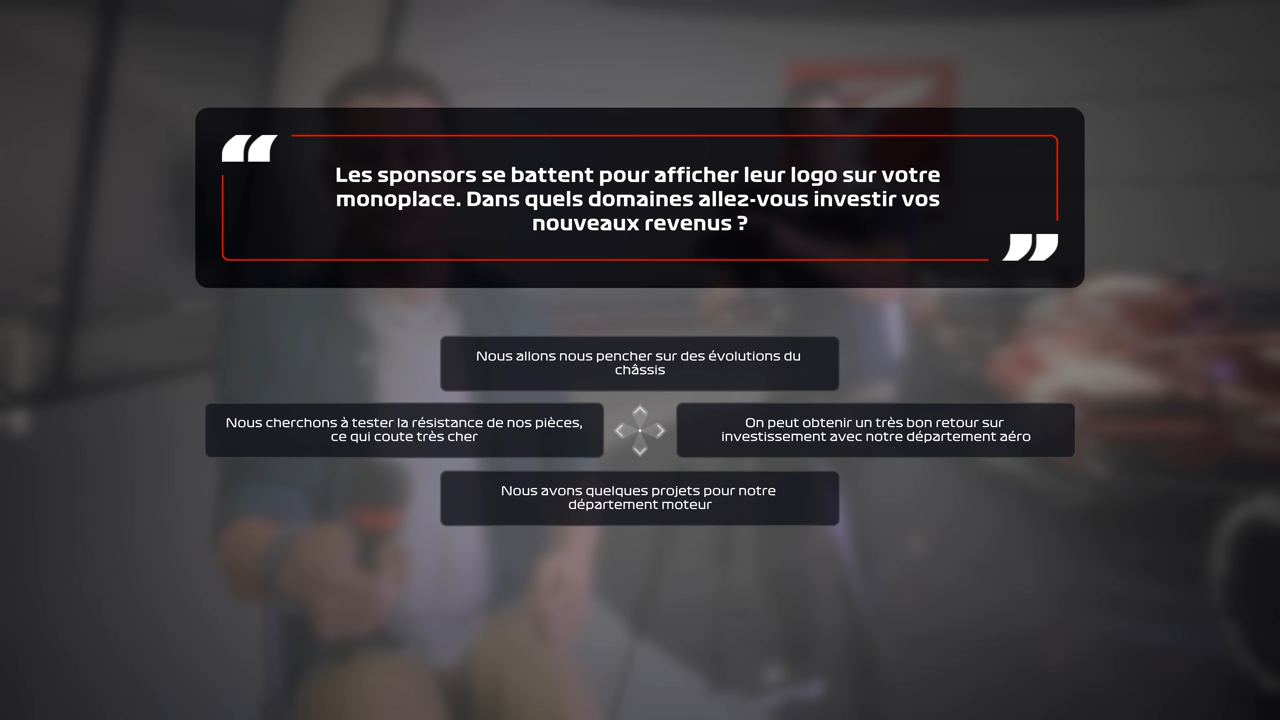 Les sponsors se battent pour afficher leur logo sur votre
monoplace. Dans quels domaines allez-vous investir vos
nouveaux revenus ?
Nous allons nous pencher sur des évolutions du
châssis
Nous cherchons à tester la résistance de nos pièces,
ce qui coute très cher
On peut obtenir un très bon retour sur
investissement avec notre département aéro
Nous avons quelques projets pour notre
département moteur